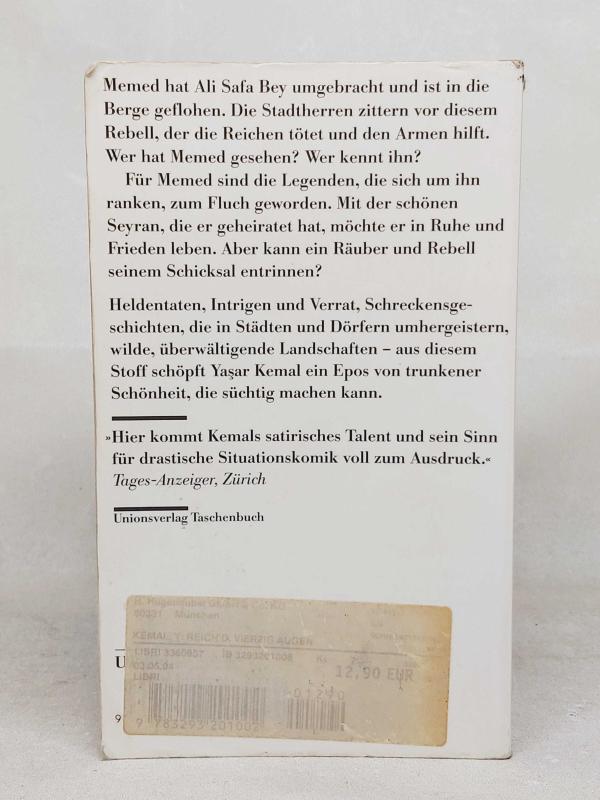 Memed hat Ali Safa Bey umgebracht und ist in die
Berge geflohen. Die Stadtherren zittern vor diesem
Rebell, der die Reichen tötet und den Armen hilft.
Wer hat Memed gesehen? Wer kennt ihn?
Für Memed sind die Legenden, die sich um ihn
ranken, zum Fluch geworden. Mit der schönen
Seyran, die er geheiratet hat, möchte er in Ruhe und
Frieden leben. Aber kann ein Räuber und Rebell
seinem Schicksal entrinnen?
Heldentaten, Intrigen und Verrat, Schreckensge-
schichten, die in Städten und Dörfern umhergeistern,
wilde, überwältigende Landschaften – aus diesem
Stoff schöpft Yaşar Kemal ein Epos von trunkener
Schönheit, die süchtig machen kann.
»Hier kommt Kemals satirisches Talent und sein Sinn
für drastische Situationskomik voll zum Ausdruck.«
Tages-Anzeiger, Zürich
Unionsverlag Taschenbuch
München
KEMAL, Y: REICH D. VIERZIG AUGEN
LIBRI
12,90 EUR
LIBRI
9 783293 201002